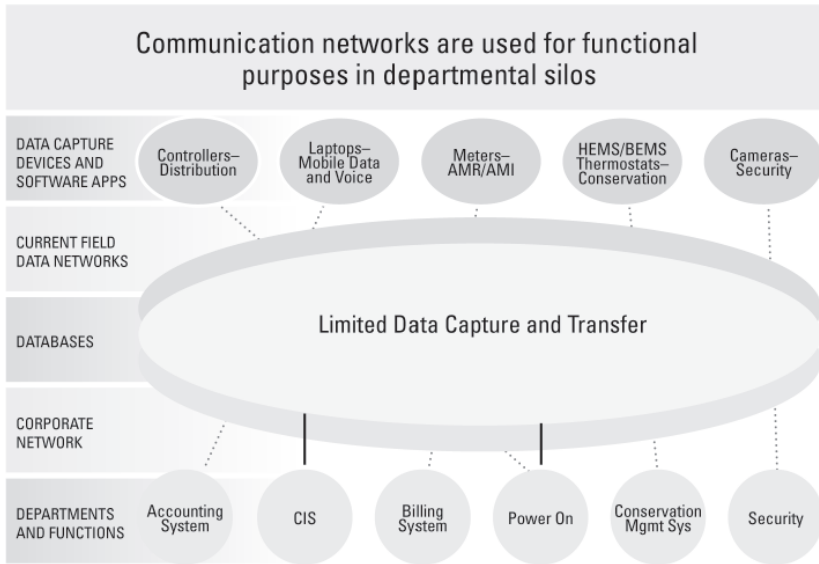 Communication networks are used for functional
purposes in departmental silos
DATA CAPTURE
DEVICES AND
SOFTWARE APPS
Controllers–
Distribution
Laptops–
Mobile Data
and Voice
Meters–
AMR/AMI
HEMS/BEMS
Thermostats–
Conservation
Cameras–
Security
CURRENT FIELD
DATA NETWORKS
DATABASES
Limited Data Capture and Transfer
CORPORATE
NETWORK
DEPARTMENTS
AND FUNCTIONS
Accounting
System
CIS
Billing
System
Power On
Conservation
Mgmt Sys
Security